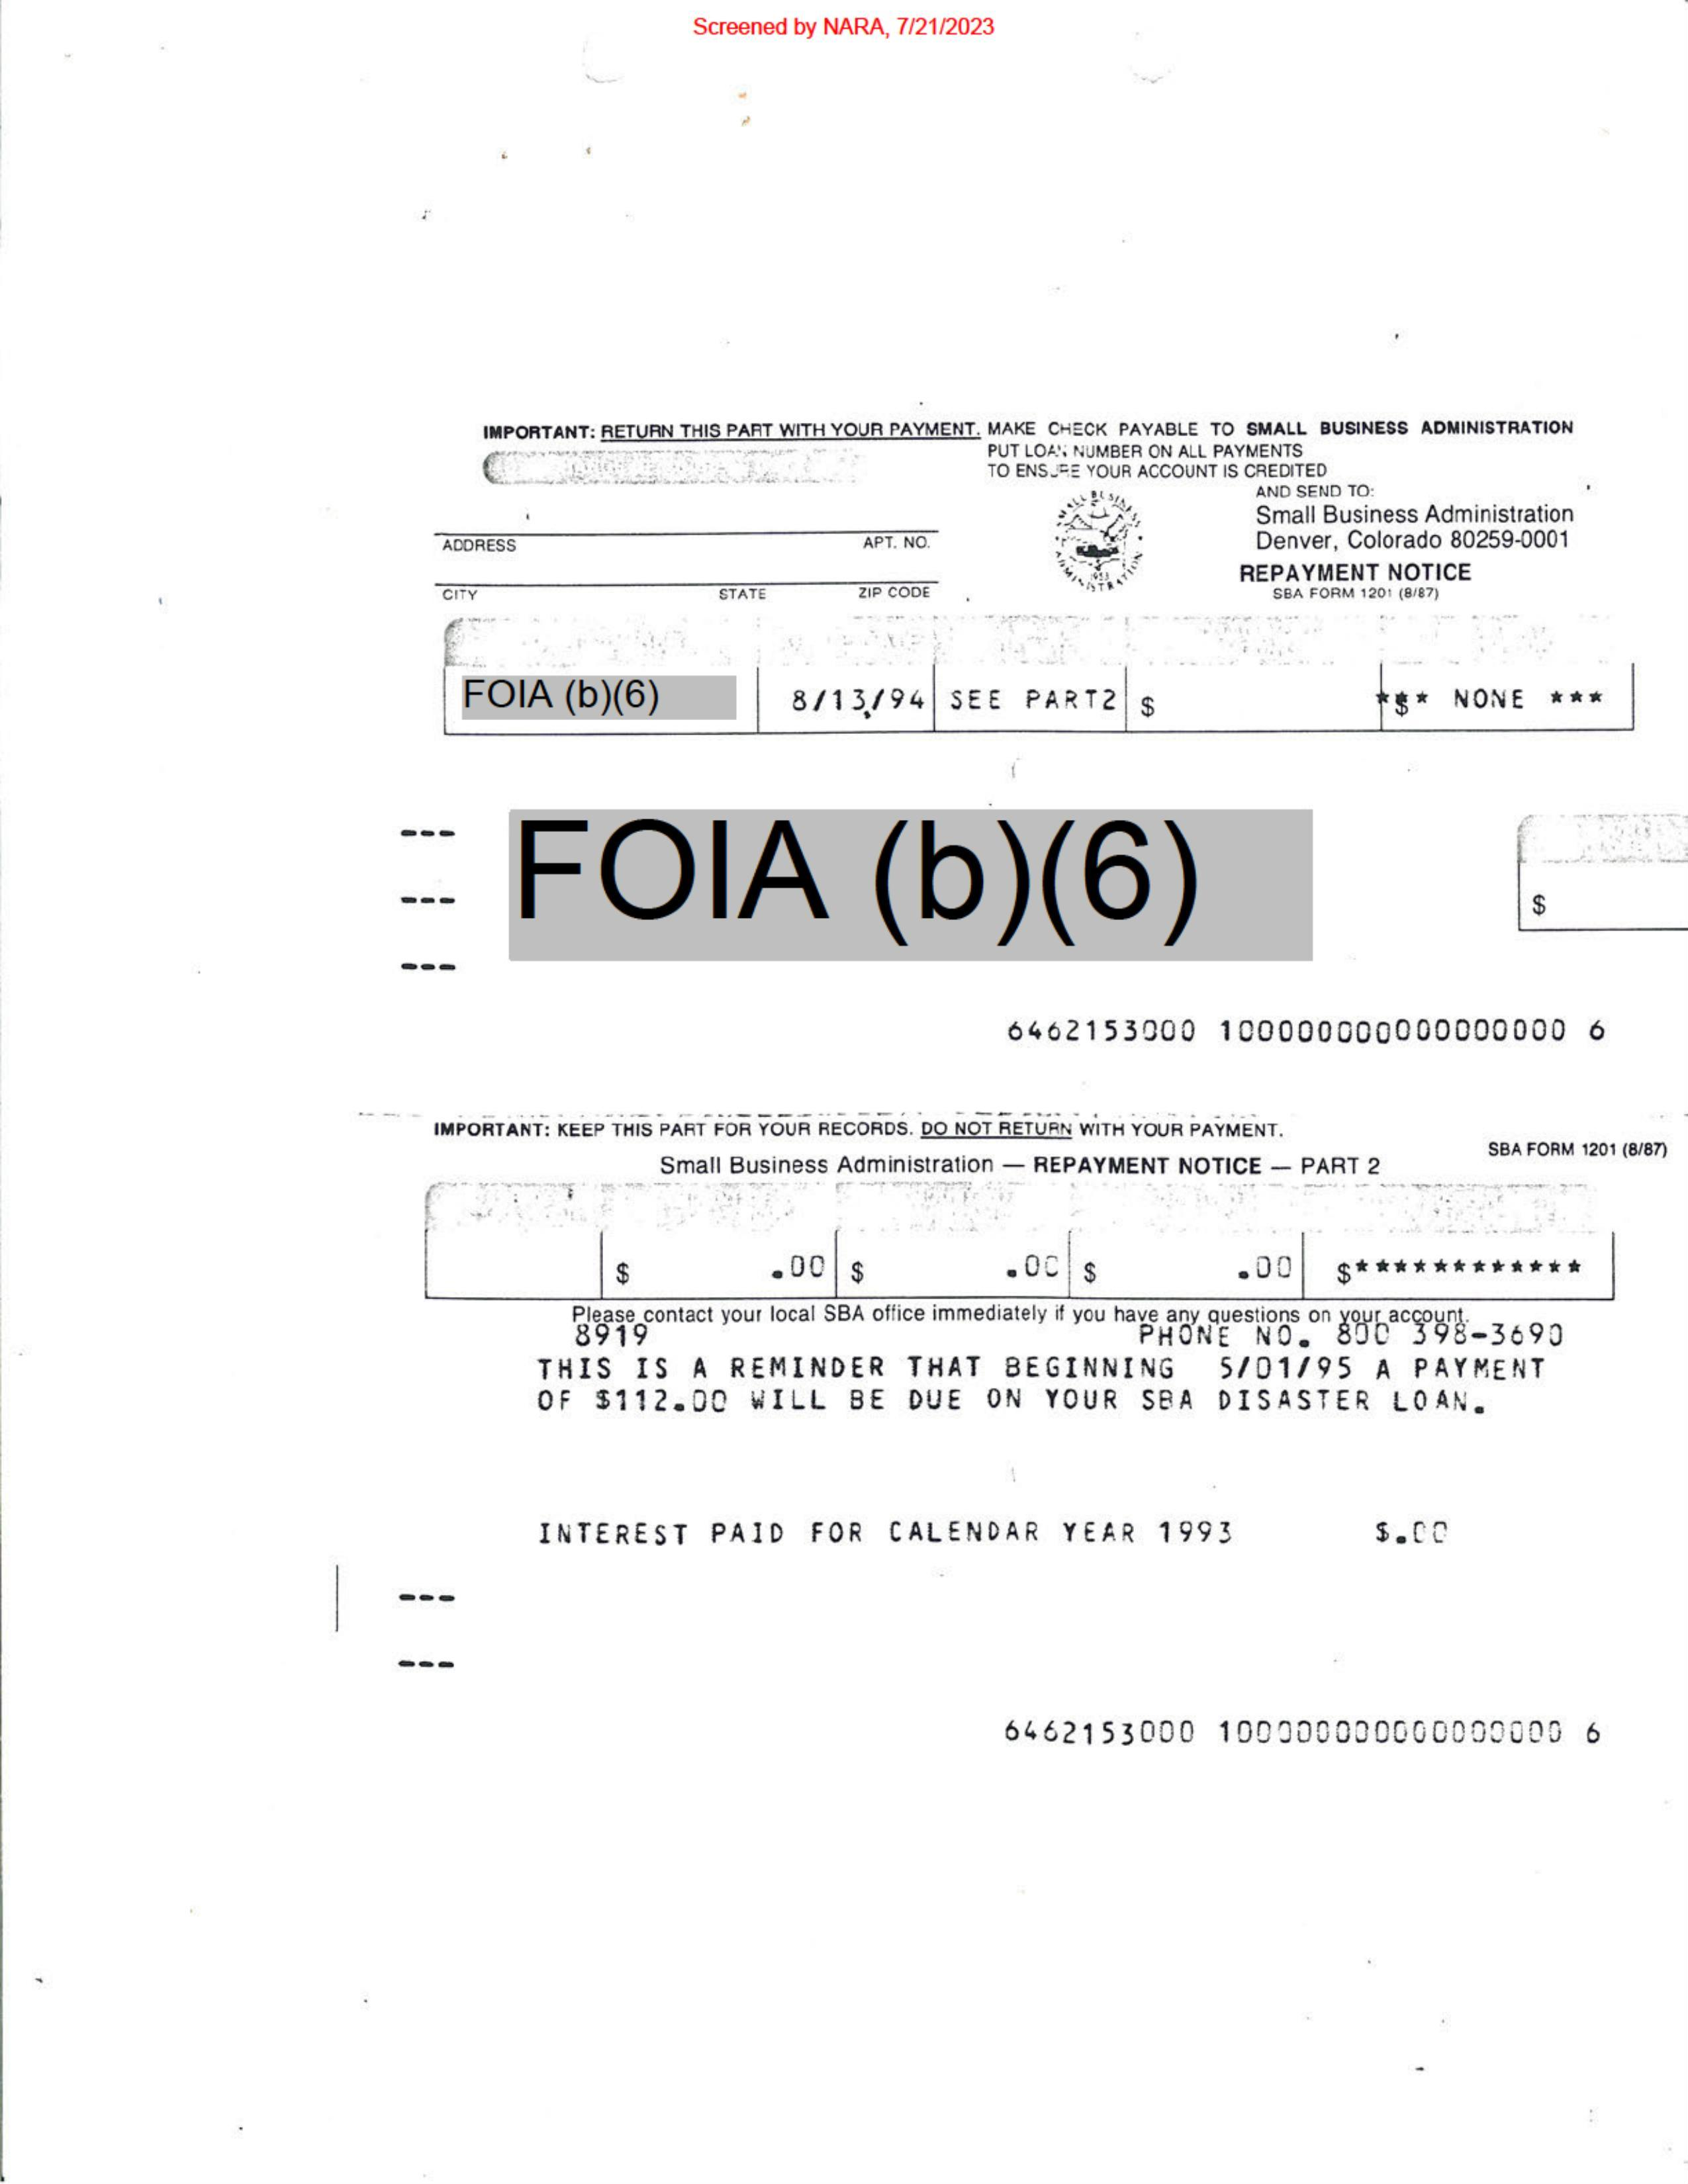 Screened by NARA, 7/21/2023
IMPORTANT: RETURN THIS PART WITH YOUR PAYMENT. MAKE CHECK PAYABLE TO SMALL BUSINESS ADMINISTRATION
PUT LOAN NUMBER ON ALL PAYMENTS
TO ENSURE YOUR ACCOUNT IS CREDITED
AND SEND TO:
Small Business Administration
Denver, Colorado 80259-0001
ADDRESS APT. NO.
REPAYMENT NOTICE
CITY STATE ZIP CODE
SBA FORM 1201 (8/87)
1953
FOIA (b)(6) 8/13/94 SEE PART2 $ *$* NONE ***
FOIA (b)(6)
$
6462153000 100000000000000000 6
IMPORTANT: KEEP THIS PART FOR YOUR RECORDS. DO NOT RETURN WITH YOUR PAYMENT.
SBA FORM 1201 (8/87)
Small Business Administration — REPAYMENT NOTICE — PART 2
$ .00 $ .00 $ .00 $************
Please contact your local SBA office immediately if you have any questions on your account.
8919 PHONE NO. 800 398-3690
THIS IS A REMINDER THAT BEGINNING 5/01/95 A PAYMENT
OF $112.00 WILL BE DUE ON YOUR SBA DISASTER LOAN.
INTEREST PAID FOR CALENDAR YEAR 1993 $.00
6462153000 100000000000000000 6